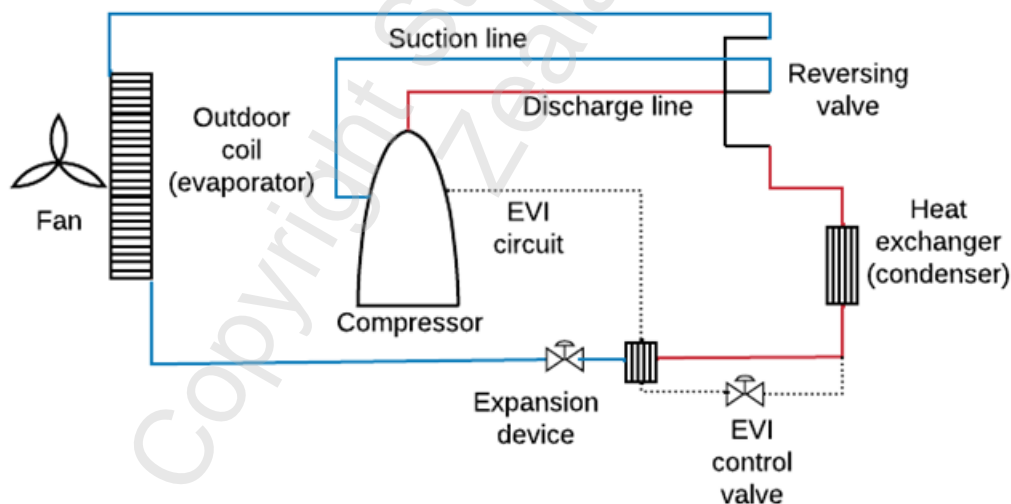 Suction line
Reversing
valve
Discharge line
Outdoor
coil
(evaporator)
Fan
EVI
circuit
Heat
exchanger
(condenser)
Compressor
Expansion
device
EVI
control
valve
Copyright